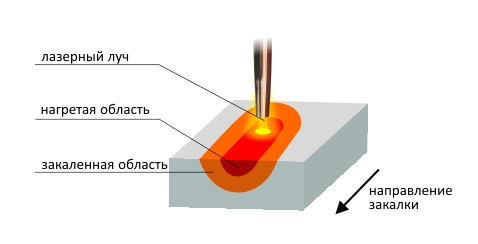 лазерный луч
нагретая область
закаленная область
направление
закалки